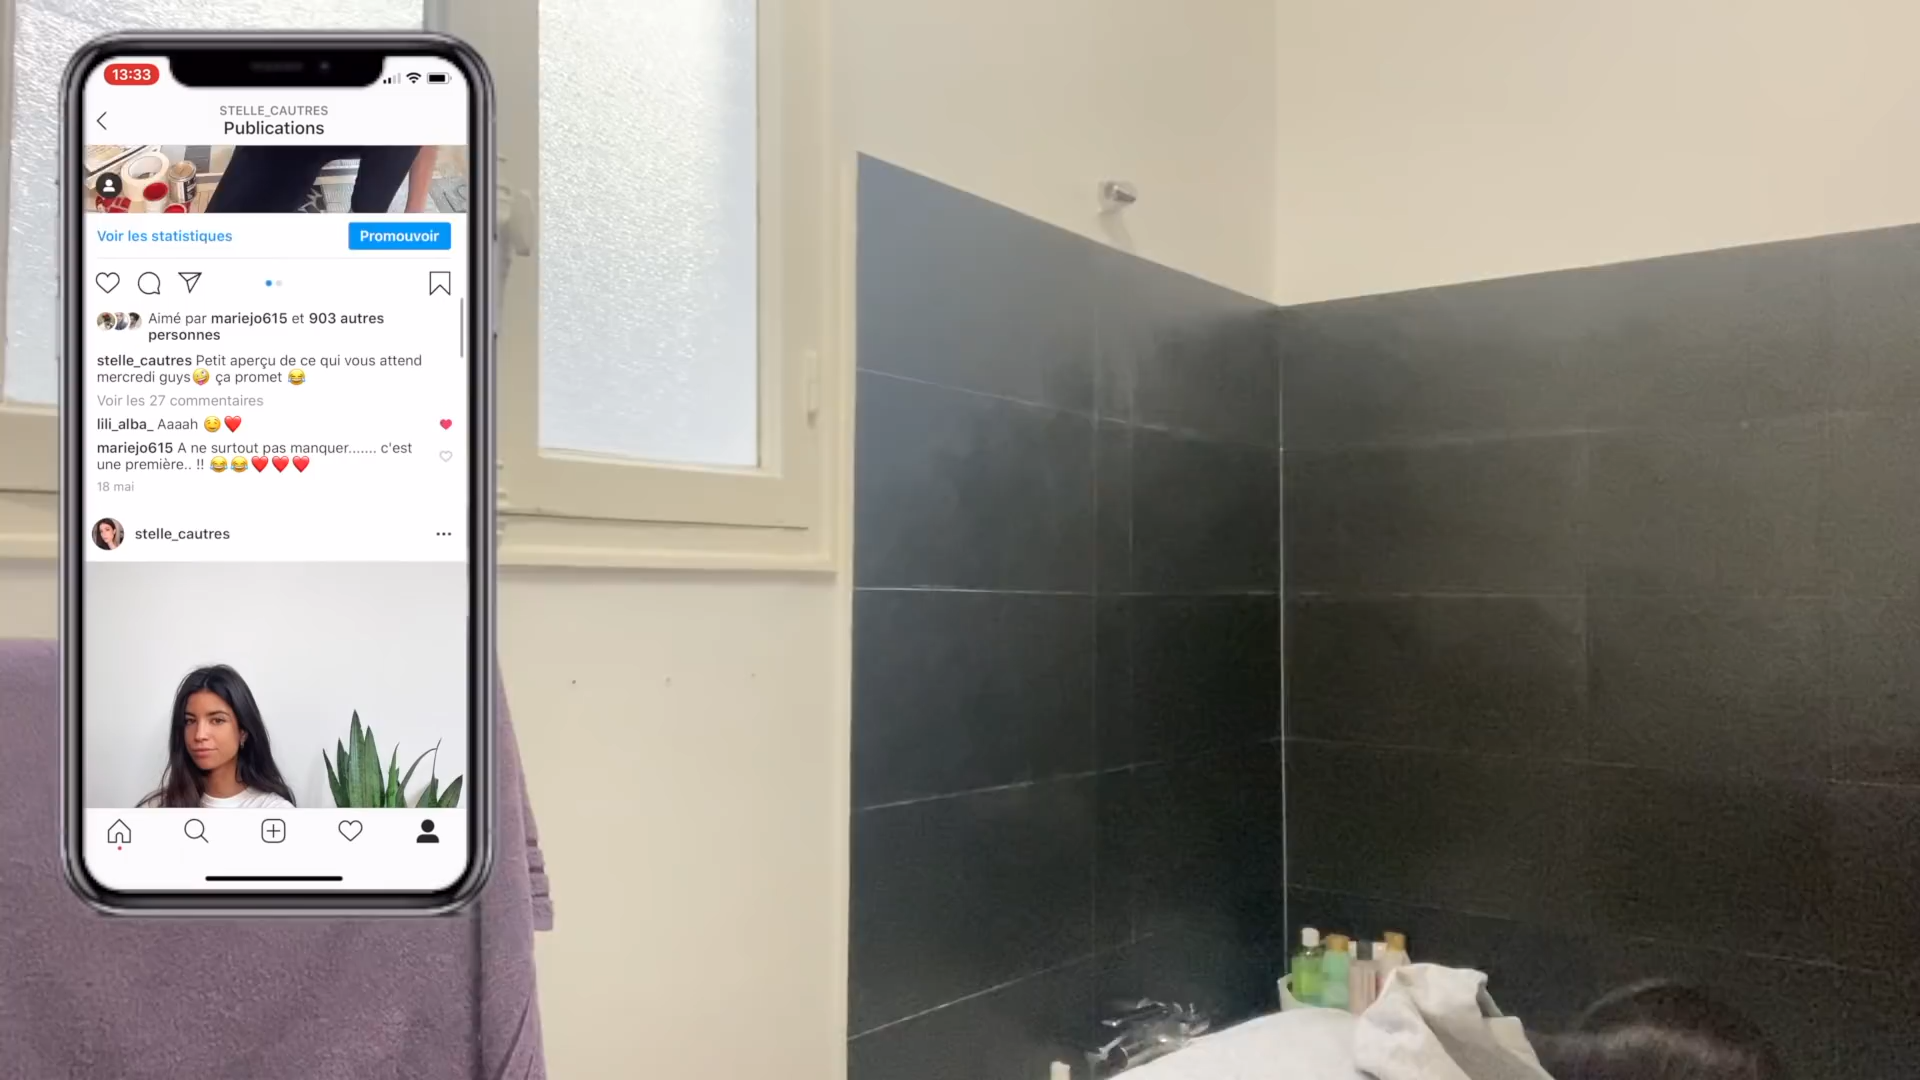 13:33
STELLE_CAUTRES
Publications
Voir les statistiques
Promouvoir
Aimé par mariejo615 et 903 autres
personnes
stelle_cautres Petit aperçu de ce qui vous attend
mercredi guys🤪 ça promet 😂
Voir les 27 commentaires
lili_alba_ Aaaah 😍❤️
mariejo615 A ne surtout pas manquer....... c'est
une première.. !! 😂😂❤️❤️❤️
18 mai
stelle_cautres